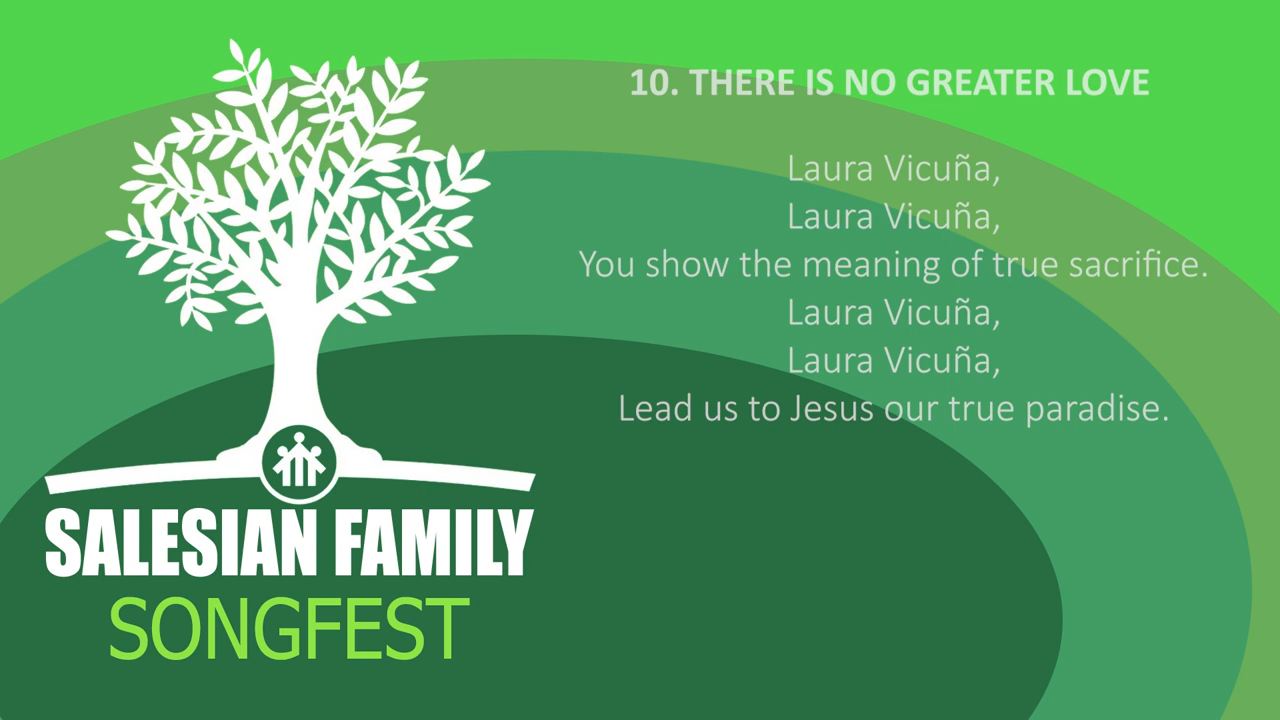 10. THERE IS NO GREATER LOVE
Laura Vicuña,
Laura Vicuña,
You show the meaning of true sacrifice.
Laura Vicuña,
Laura Vicuña,
Lead us to Jesus our true paradise.
SALESIAN FAMILY
SONGFEST